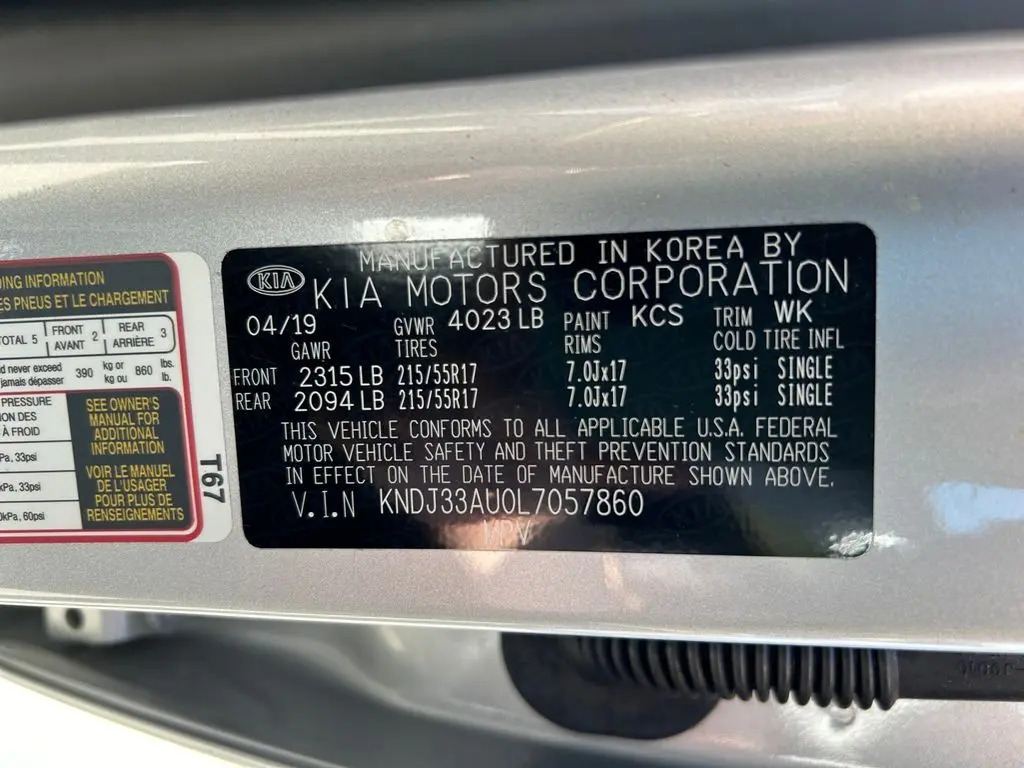 MANUFACTURED IN KOREA BY
KIA KIA MOTORS CORPORATION
04/19 GVWR 4023 LB PAINT KCS TRIM WK
GAWR TIRES RIMS COLD TIRE INFL
FRONT 2315 LB 215/55R17 7.0Jx17 33psi SINGLE
REAR 2094 LB 215/55R17 7.0Jx17 33psi SINGLE
THIS VEHICLE CONFORMS TO ALL APPLICABLE U.S.A. FEDERAL
MOTOR VEHICLE SAFETY AND THEFT PREVENTION STANDARDS
IN EFFECT ON THE DATE OF MANUFACTURE SHOWN ABOVE.
V.I.N KNDJ33AU0L7057860
MPV
INFORMATION
ES PNEUS ET LE CHARGEMENT
TOTAL 5 FRONT AVANT 2 REAR ARRIÈRE 3
never exceed
jamais dépasser 390 kg or kg ou 860 lbs. lb.
PRESSURE
DES
À FROID
33psi
kPa, 33psi
kPa, 60psi
SEE OWNER'S
MANUAL FOR
ADDITIONAL
INFORMATION
VOIR LE MANUEL
DE L'USAGER
POUR PLUS DE
RENSEIGNEMENTS
T67